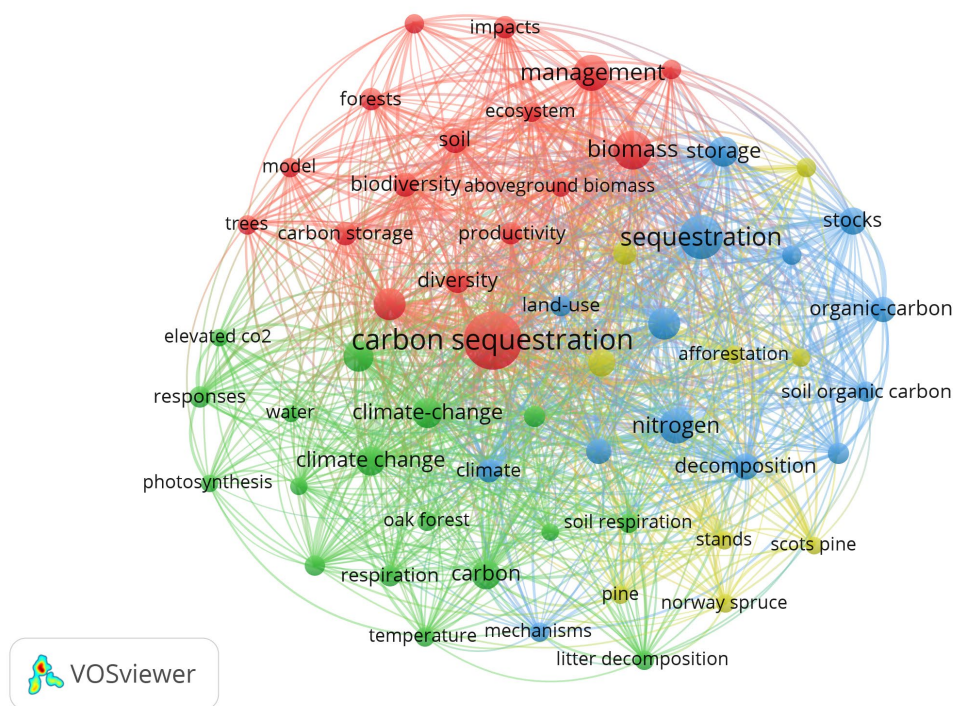 impacts
management
forests
ecosystem
soil
biomass
storage
model
biodiversity
aboveground biomass
trees
carbon storage
productivity
sequestration
stocks
diversity
land-use
organic-carbon
elevated co2
carbon sequestration
afforestation
responses
water
climate-change
nitrogen
soil organic carbon
climate change
climate
decomposition
photosynthesis
oak forest
soil respiration
stands
scots pine
respiration
carbon
pine
norway spruce
temperature
mechanisms
litter decomposition
VOSviewer